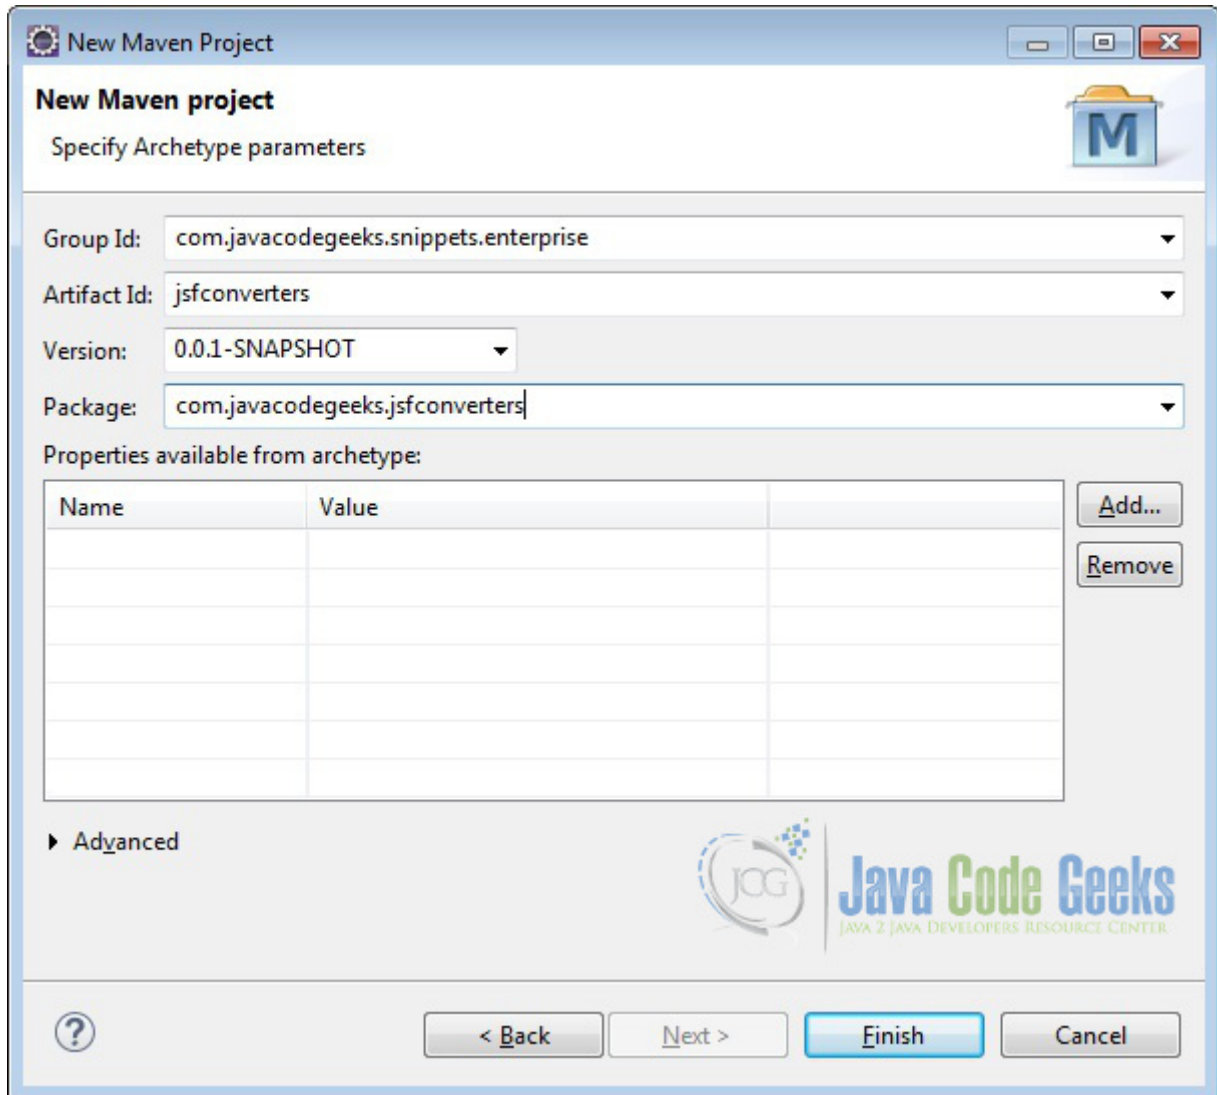 New Maven Project
New Maven project
Specify Archetype parameters
M
Group Id: com.javacodegeeks.snippets.enterprise
Artifact Id: jsfconverters
Version: 0.0.1-SNAPSHOT
Package: com.javacodegeeks.jsfconverters
Properties available from archetype:
Name Value
Add...
Remove
Advanced
JCG Java Code Geeks
JAVA 2 JAVA DEVELOPERS RESOURCE CENTER
? < Back Next > Finish Cancel